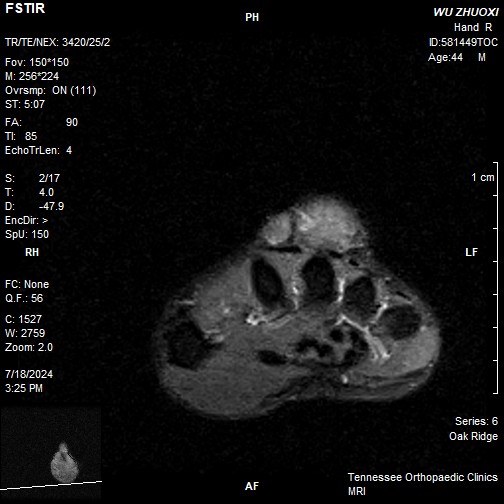 FSTIR
PH
WU ZHUOXI
Hand R
TR/TE/NEX: 3420/25/2
ID:581449TOC
Age:44 M
Fov: 150*150
M: 256*224
Ovrsmp: ON (111)
ST: 5:07
FA: 90
TI: 85
EchoTrLen: 4
S: 2/17
1 cm
T: 4.0
D: -47.9
EncDir: >
SpU: 150
RH
LF
FC: None
Q.F.: 56
C: 1527
W: 2759
Zoom: 2.0
7/18/2024
3:25 PM
Series: 6
Oak Ridge
Tennessee Orthopaedic Clinics
AF
MRI